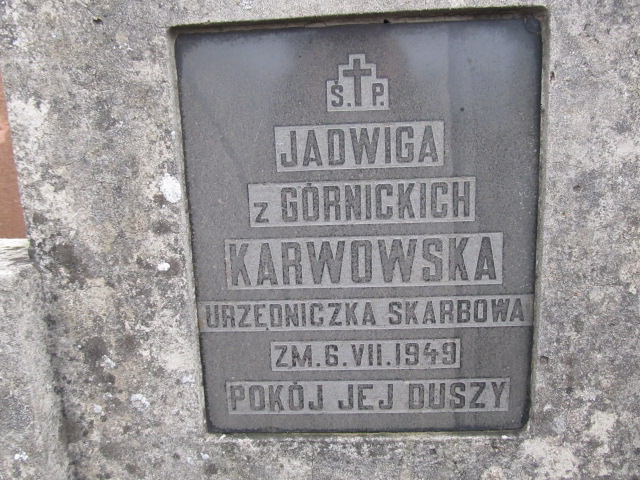 Ś. P.
JADWIGA
z GÓRNICKICH
KARWOWSKA
URZĘDNICZKA SKARBOWA
ZM. 6. VII. 1949
POKÓJ JEJ DUSZY